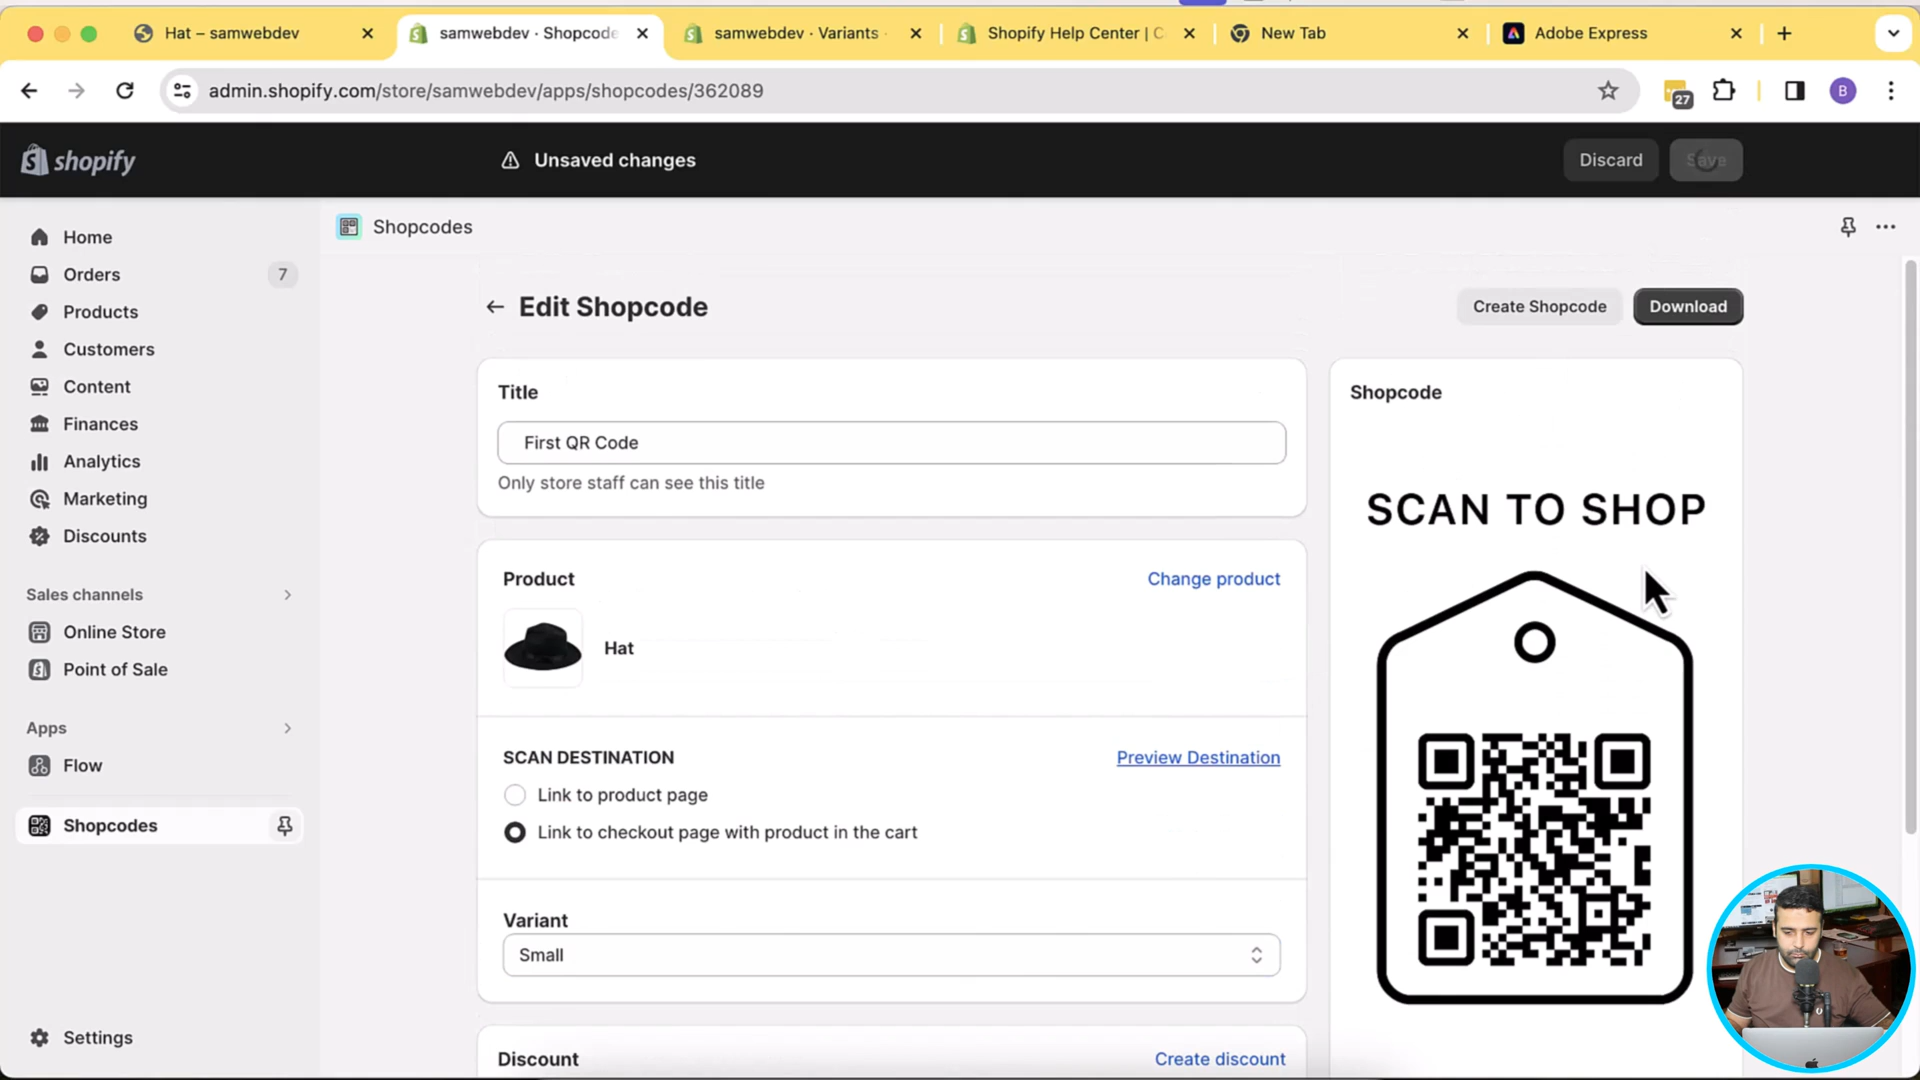 Hat – samwebdev
samwebdev · Shopcode
samwebdev · Variants
Shopify Help Center | C
New Tab
Adobe Express
admin.shopify.com/store/samwebdev/apps/shopcodes/362089
27
B
shopify
Unsaved changes
Discard
Save
Home
Orders
7
Products
Customers
Content
Finances
Analytics
Marketing
Discounts
Sales channels
Online Store
Point of Sale
Apps
Flow
Shopcodes
Settings
Shopcodes
Edit Shopcode
Create Shopcode
Download
Title
First QR Code
Only store staff can see this title
Product
Change product
Hat
SCAN DESTINATION
Preview Destination
Link to product page
Link to checkout page with product in the cart
Variant
Small
Discount
Create discount
Shopcode
SCAN TO SHOP